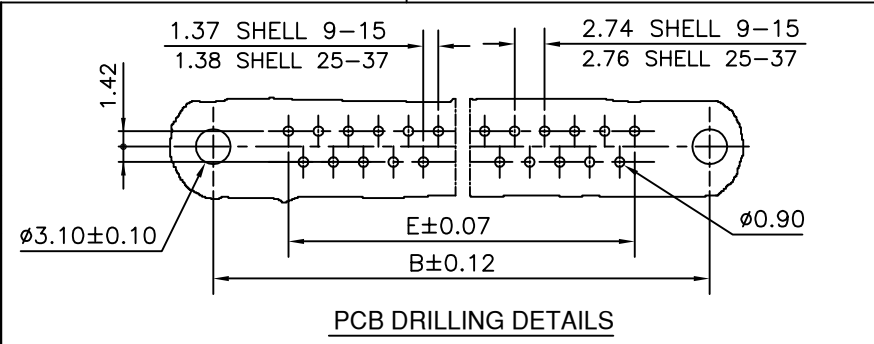 1.37 SHELL 9-15
1.38 SHELL 25-37
2.74 SHELL 9-15
2.76 SHELL 25-37
1.42
ø3.10±0.10
E±0.07
ø0.90
B±0.12
PCB DRILLING DETAILS